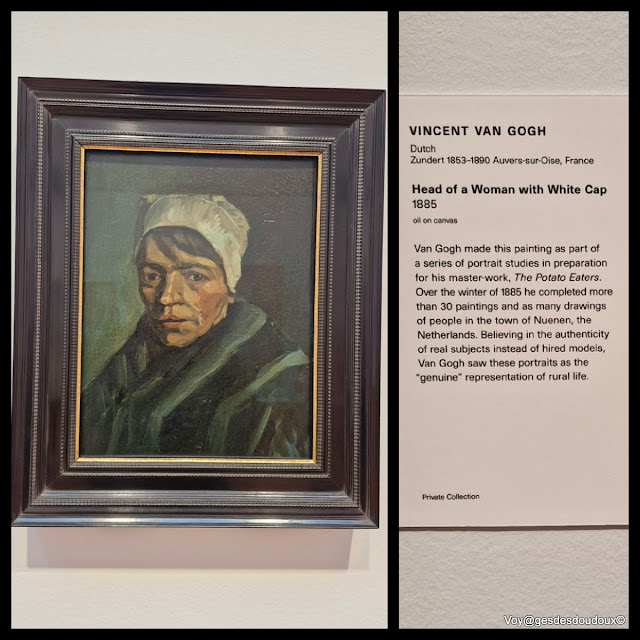 VINCENT VAN GOGH
Dutch
Zundert 1853–1890 Auvers-sur-Oise, France
Head of a Woman with White Cap
1885
oil on canvas
Van Gogh made this painting as part of
a series of portrait studies in preparation
for his master-work, The Potato Eaters.
Over the winter of 1885 he completed more
than 30 paintings and as many drawings
of people in the town of Nuenen, the
Netherlands. Believing in the authenticity
of real subjects instead of hired models,
Van Gogh saw these portraits as the
“genuine” representation of rural life.
Private Collection
Voy@gesdesdoudoux©